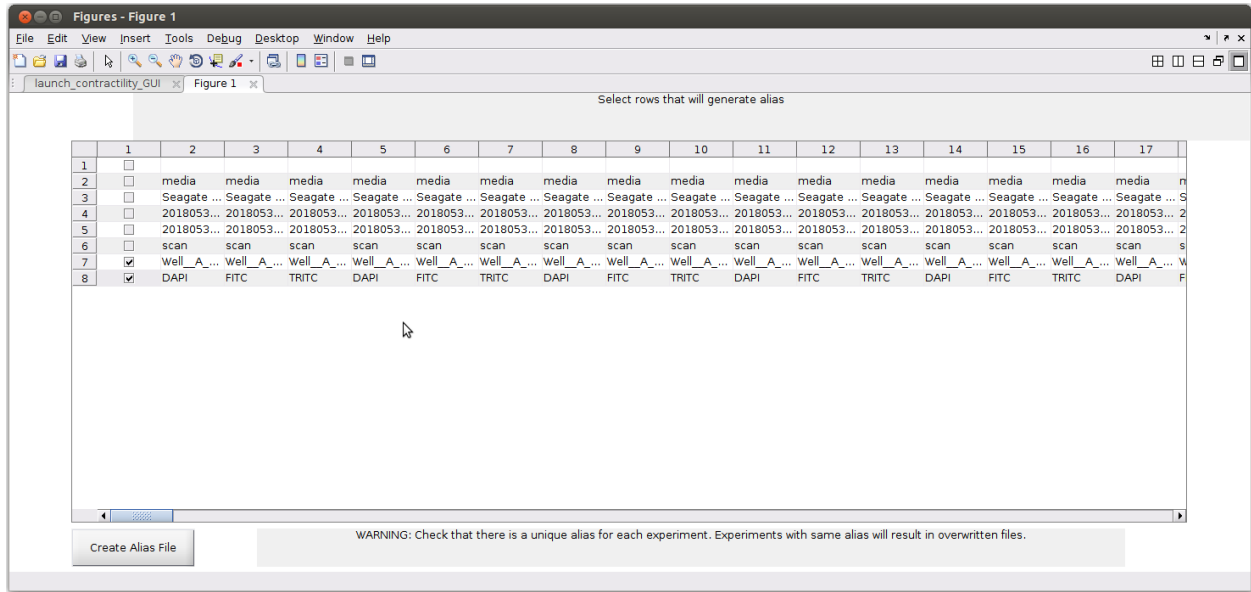 Figures - Figure 1
File Edit View Insert Tools Debug Desktop Window Help
launch_contractility_GUI Figure 1
Select rows that will generate alias
1 2 3 4 5 6 7 8 9 10 11 12 13 14 15 16 17
1
2 media media media media media media media media media media media media media media media media m
3 Seagate ... Seagate ... Seagate ... Seagate ... Seagate ... Seagate ... Seagate ... Seagate ... Seagate ... Seagate ... Seagate ... Seagate ... Seagate ... Seagate ... Seagate ... Seagate ... S
4 2018053... 2018053... 2018053... 2018053... 2018053... 2018053... 2018053... 2018053... 2018053... 2018053... 2018053... 2018053... 2018053... 2018053... 2018053... 2018053... 2
5 2018053... 2018053... 2018053... 2018053... 2018053... 2018053... 2018053... 2018053... 2018053... 2018053... 2018053... 2018053... 2018053... 2018053... 2018053... 2018053... 2
6 scan scan scan scan scan scan scan scan scan scan scan scan scan scan scan scan s
7 Well__A_... Well__A_... Well__A_... Well__A_... Well__A_... Well__A_... Well__A_... Well__A_... Well__A_... Well__A_... Well__A_... Well__A_... Well__A_... Well__A_... Well__A_... Well__A_... W
8 DAPI FITC TRITC DAPI FITC TRITC DAPI FITC TRITC DAPI FITC TRITC DAPI FITC TRITC DAPI F
Create Alias File
WARNING: Check that there is a unique alias for each experiment. Experiments with same alias will result in overwritten files.